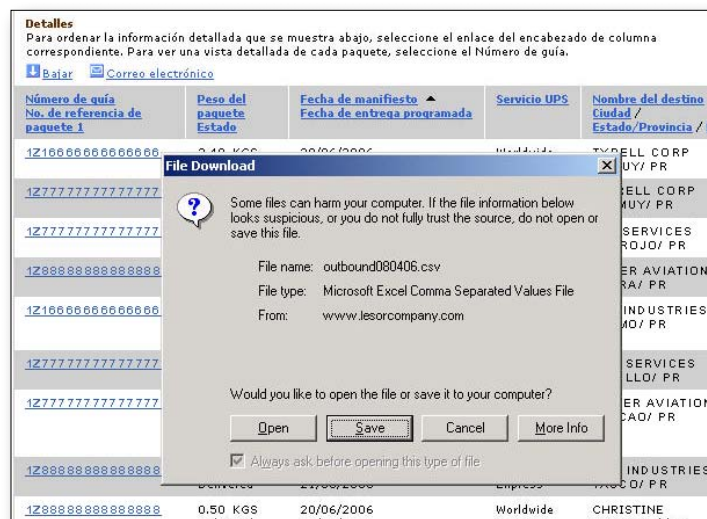 Detalles
Para ordenar la información detallada que se muestra abajo, seleccione el enlace del encabezado de columna
correspondiente. Para ver una vista detallada de cada paquete, seleccione el Número de guía.
Bajar Correo electrónico
Número de guía
No. de referencia de
paquete 1
Peso del
paquete
Estado
Fecha de manifiesto
Fecha de entrega programada
Servicio UPS
Nombre del destino
Ciudad /
Estado/Provincia /
1Z16666666666666
1Z77777777777777
RELL CORP
1Z77777777777777
SERVICES
ROJO/ PR
1Z88888888888888
ER AVIATION
RA/ PR
1Z16666666666666
INDUSTRIES
MO/ PR
1Z77777777777777
SERVICES
LLO/ PR
1Z77777777777777
ER AVIATION
CAO/ PR
1Z88888888888888
INDUSTRIES
0.50 KGS 20/06/2006 Worldwide CHRISTINE
1Z88888888888888
File Download
Some files can harm your computer. If the file information below
looks suspicious, or you do not fully trust the source, do not open or
save this file.
File name: outbound080406.csv
File type: Microsoft Excel Comma Separated Values File
From: www.lesorcompany.com
Would you like to open the file or save it to your computer?
Open Save Cancel More Info
Always ask before opening this type of file